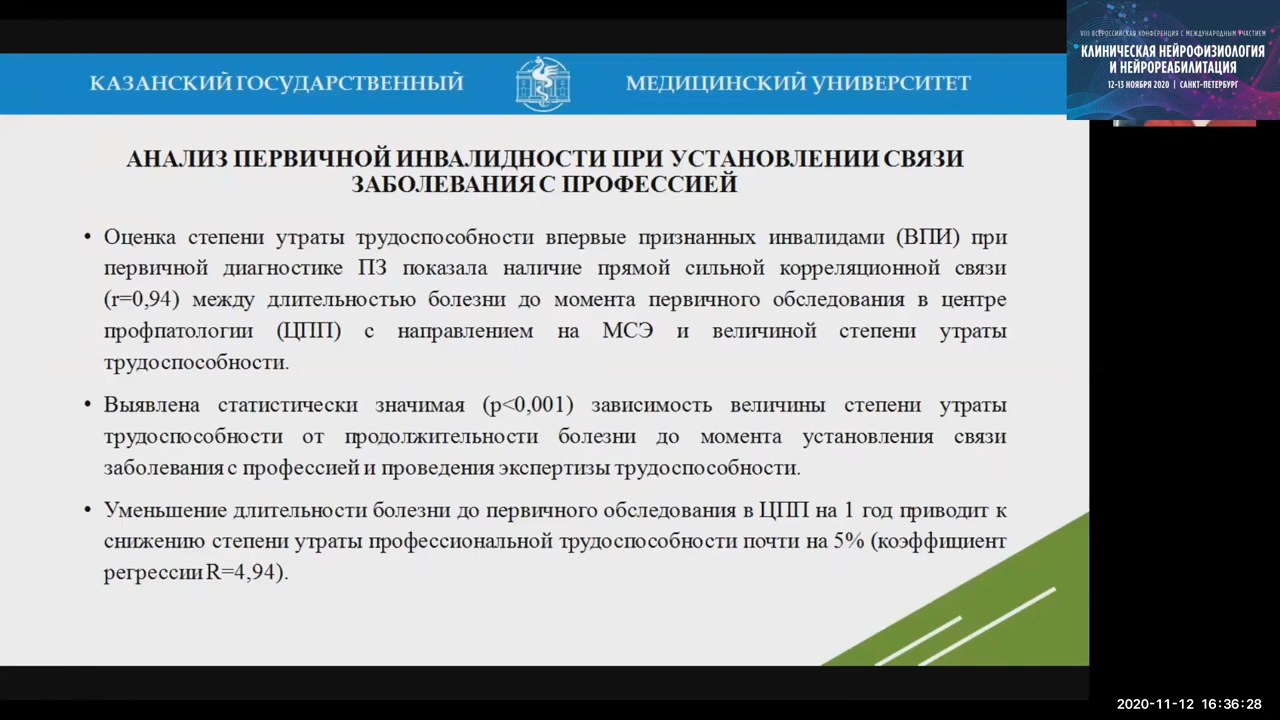 VIII ВСЕРОССИЙСКАЯ КОНФЕРЕНЦИЯ С МЕЖДУНАРОДНЫМ УЧАСТИЕМ
КЛИНИЧЕСКАЯ НЕЙРОФИЗИОЛОГИЯ
И НЕЙРОРЕАБИЛИТАЦИЯ
12-13 НОЯБРЯ 2020 | САНКТ-ПЕТЕРБУРГ
КАЗАНСКИЙ ГОСУДАРСТВЕННЫЙ МЕДИЦИНСКИЙ УНИВЕРСИТЕТ
АНАЛИЗ ПЕРВИЧНОЙ ИНВАЛИДНОСТИ ПРИ УСТАНОВЛЕНИИ СВЯЗИ
ЗАБОЛЕВАНИЯ С ПРОФЕССИЕЙ
• Оценка степени утраты трудоспособности впервые признанных инвалидами (ВПИ) при
первичной диагностике ПЗ показала наличие прямой сильной корреляционной связи
(r=0,94) между длительностью болезни до момента первичного обследования в центре
профпатологии (ЦПП) с направлением на МСЭ и величиной степени утраты
трудоспособности.
• Выявлена статистически значимая (p<0,001) зависимость величины степени утраты
трудоспособности от продолжительности болезни до момента установления связи
заболевания с профессией и проведения экспертизы трудоспособности.
• Уменьшение длительности болезни до первичного обследования в ЦПП на 1 год приводит к
снижению степени утраты профессиональной трудоспособности почти на 5% (коэффициент
регрессии R=4,94).
2020-11-12 16:36:28